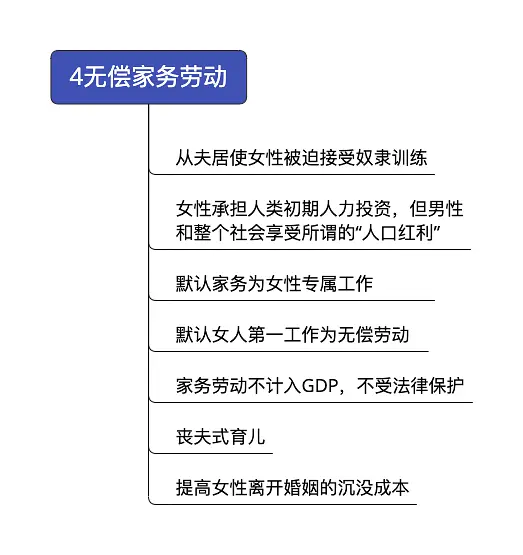 4无偿家务劳动
从夫居使女性被迫接受奴隶训练
女性承担人类初期人力投资，但男性
和整个社会享受所谓的“人口红利”
默认家务为女性专属工作
默认女人第一工作为无偿劳动
家务劳动不计入GDP，不受法律保护
丧夫式育儿
提高女性离开婚姻的沉没成本